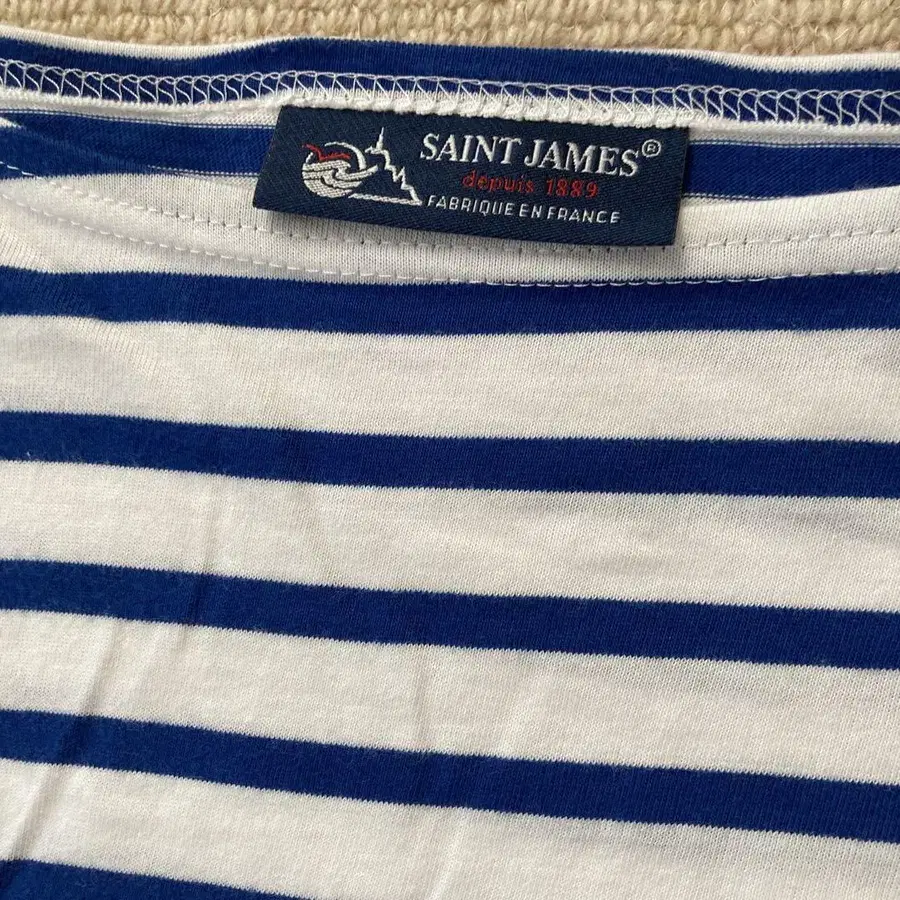 SAINT JAMES®
depuis 1889
FABRIQUE EN FRANCE